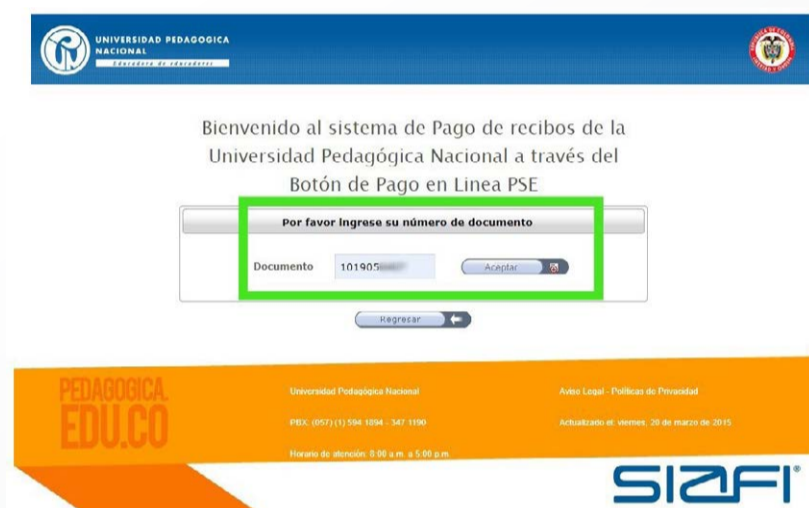 UNIVERSIDAD PEDAGOGICA
NACIONAL
Educadora de educadores
Bienvenido al sistema de Pago de recibos de la
Universidad Pedagógica Nacional a través del
Botón de Pago en Linea PSE
Por favor ingrese su número de documento
Documento 101905 Aceptar
Regresar
PEDAGOGICA.
EDU.CO
Universidad Pedagógica Nacional
PBX: (057) (1) 594 1894 - 347 1190
Horario de atención: 8:00 a.m. a 5:00 p.m.
Aviso Legal - Políticas de Privacidad
Actualizado el: viernes, 20 de marzo de 2015
SIAFI